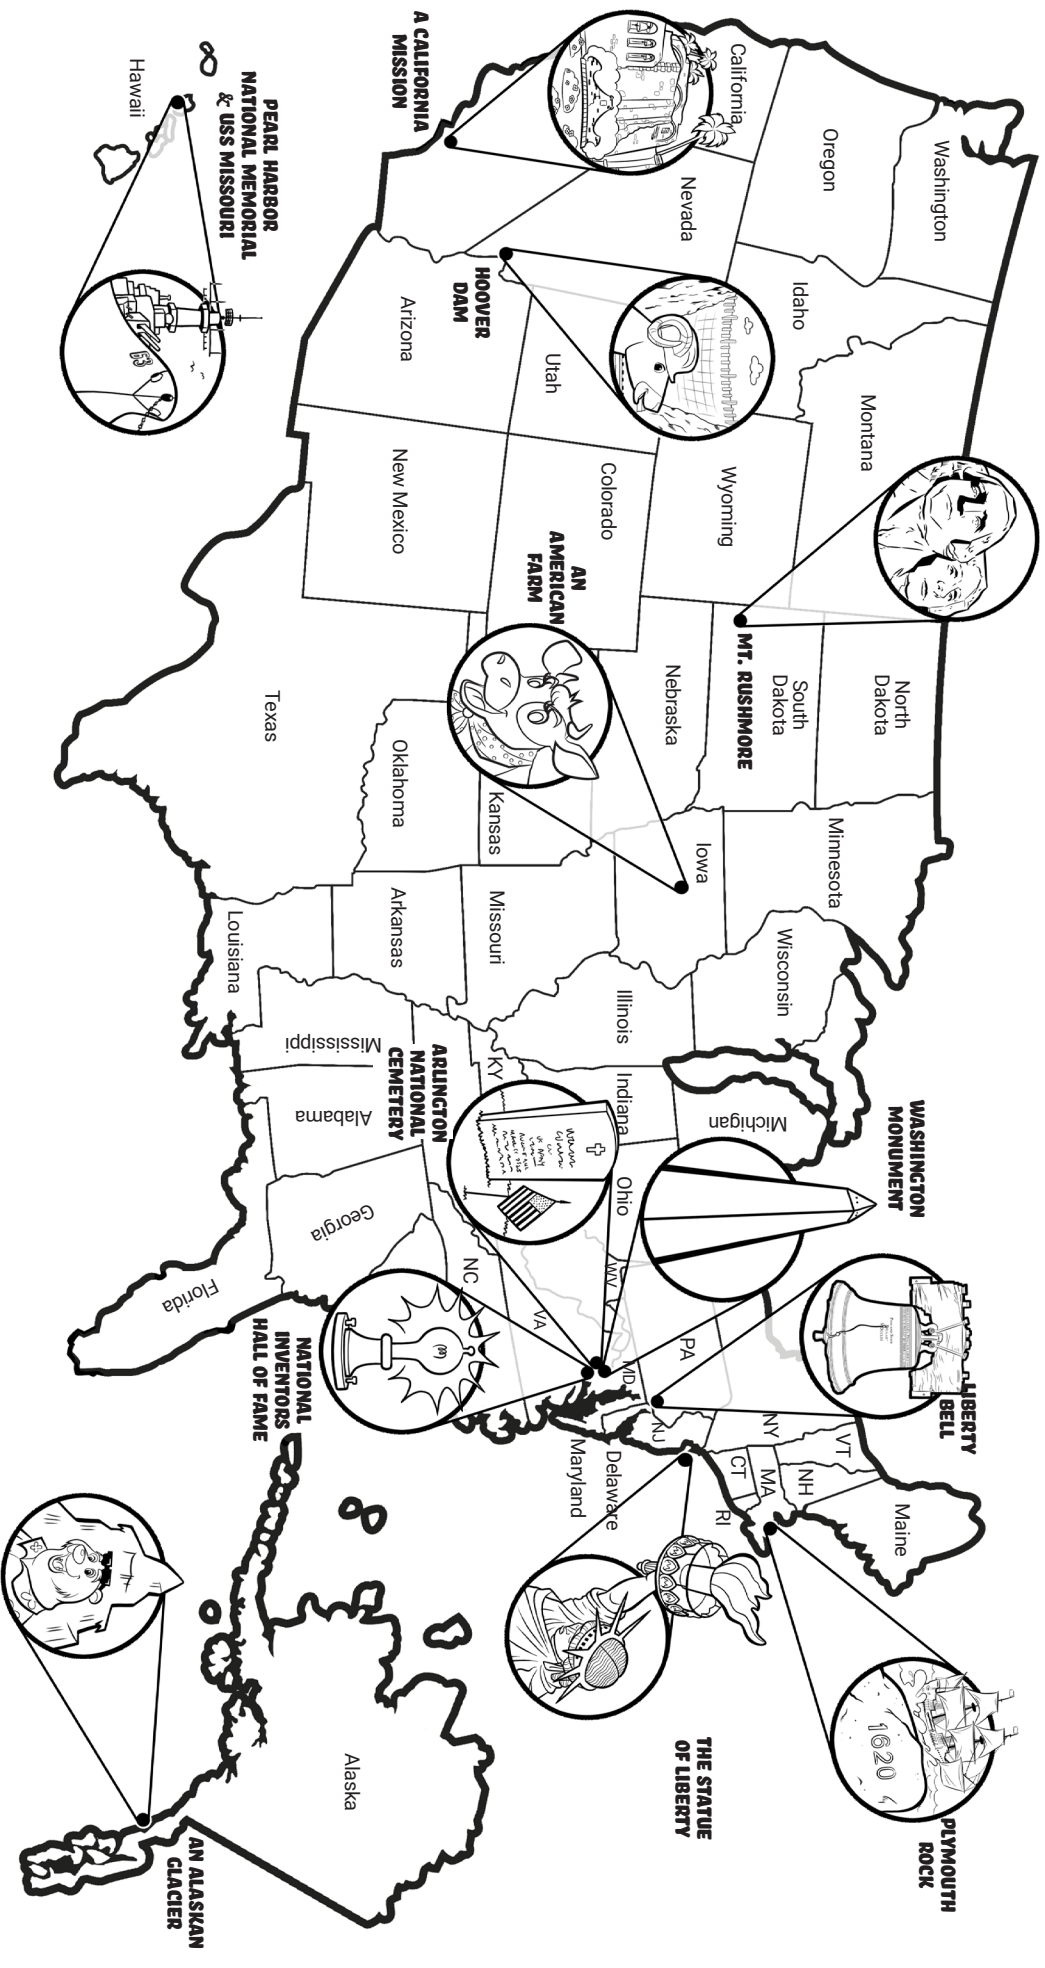 Washington
Oregon
California
Nevada
Idaho
Montana
Wyoming
Utah
Arizona
Colorado
New Mexico
North
Dakota
South
Dakota
Nebraska
Kansas
Oklahoma
Texas
Minnesota
Iowa
Missouri
Arkansas
Louisiana
Wisconsin
Illinois
Indiana
Michigan
Ohio
KY
Mississippi
Alabama
Georgia
Florida
NC
VA
WV
PA
MD
NJ
NY
CT
RI
MA
VT
NH
Maine
Delaware
Maryland
Hawaii
Alaska
A CALIFORNIA
MISSION
PEARL HARBOR
NATIONAL MEMORIAL
& USS MISSOURI
63
HOOVER
DAM
MT. RUSHMORE
AN
AMERICAN
FARM
ARLINGTON
NATIONAL
CEMETERY
WASHINGTON
MONUMENT
LIBERTY
BELL
NATIONAL
INVENTORS
HALL OF FAME
THE STATUE
OF LIBERTY
PLYMOUTH
ROCK
1620
AN ALASKAN
GLACIER